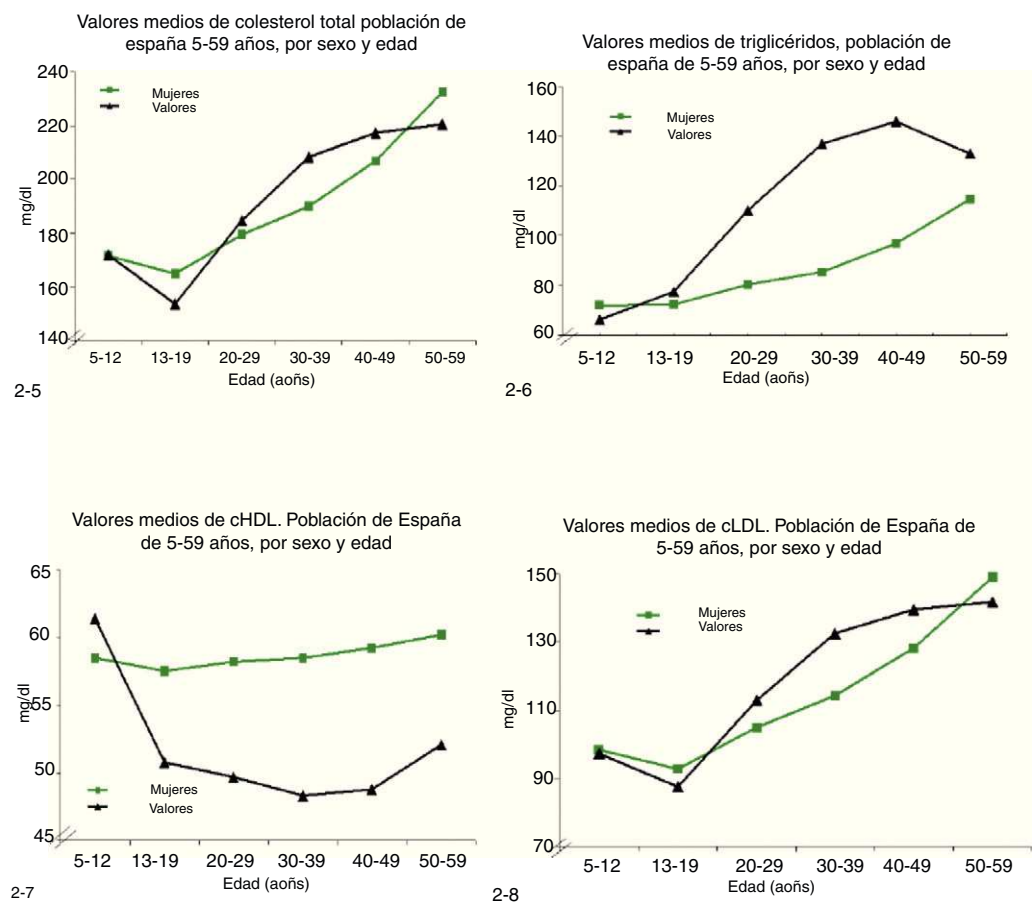 Valores medios de colesterol total población de
españa 5-59 años, por sexo y edad
240
220
200
180
160
140
mg/dl
Mujeres
Valores
5-12 13-19 20-29 30-39 40-49 50-59
Edad (aoñs)
2-5
Valores medios de triglicéridos, población de
españa de 5-59 años, por sexo y edad
160
140
120
100
80
60
mg/dl
Mujeres
Valores
5-12 13-19 20-29 30-39 40-49 50-59
Edad (aoñs)
2-6
Valores medios de cHDL. Población de España
de 5-59 años, por sexo y edad
65
60
55
50
45
mg/dl
Mujeres
Valores
5-12 13-19 20-29 30-39 40-49 50-59
Edad (aoñs)
2-7
Valores medios de cLDL. Población de España de
5-59 años, por sexo y edad
150
130
110
90
70
mg/dl
Mujeres
Valores
5-12 13-19 20-29 30-39 40-49 50-59
Edad (aoñs)
2-8